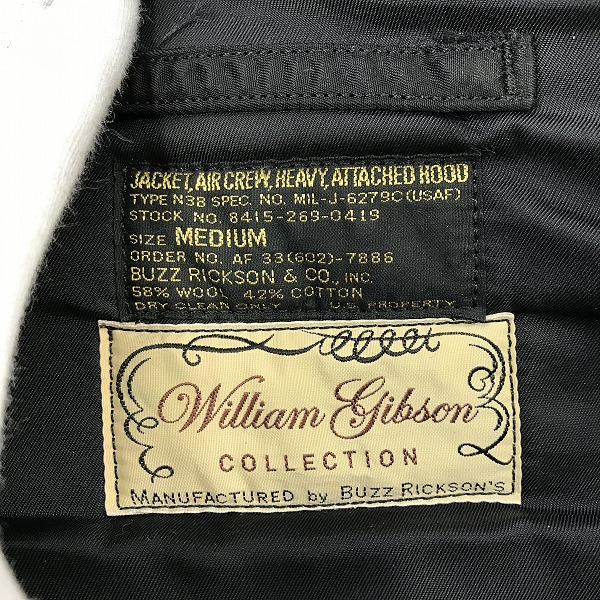 JACKET, AIR CREW, HEAVY, ATTACHED HOOD
TYPE N3B SPEC. NO. MIL-J-6279C (USAF)
STOCK NO. 8415-269-0419
SIZE MEDIUM
ORDER NO. AF 33(602)-7886
BUZZ RICKSON & CO., INC.
58% WOOL 42% COTTON
DRY CLEAN ONLY U.S. PROPERTY
William Gibson
COLLECTION
MANUFACTURED by BUZZ RICKSON'S